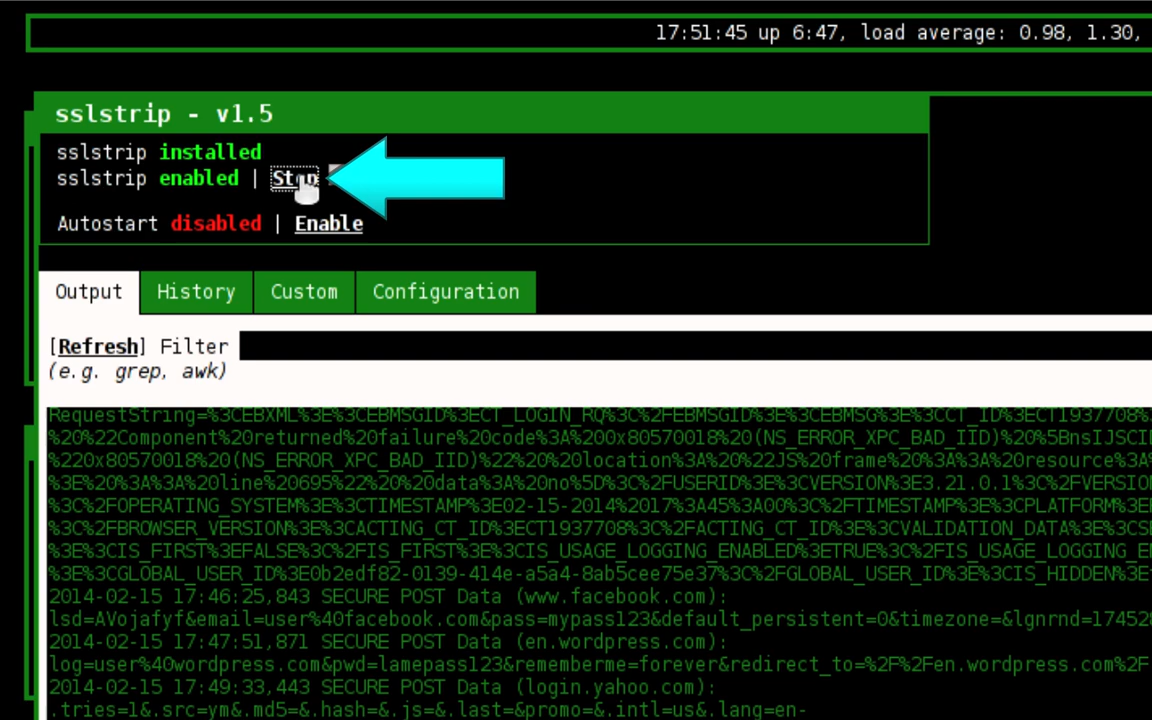 17:51:45 up 6:47, load average: 0.98, 1.30,
sslstrip - v1.5
sslstrip installed
sslstrip enabled | Stop
Autostart disabled | Enable
Output History Custom Configuration
[Refresh] Filter
(e.g. grep, awk)
RequestString=%3CEBXML%3E%3CEBMSGID%3ECT_LOGIN_RQ%3C%2FEBMSGID%3E%3CEBMSG%3E%3CCT_ID%3ECT1937708%
%20%22Component%20returned%20failure%20code%3A%200x80570018%20(NS_ERROR_XPC_BAD_IID)%20%5BnsIJSCID
%220x80570018%20(NS_ERROR_XPC_BAD_IID)%22%20%20location%3A%20%22JS%20frame%20%3A%3A%20resource%3A%
%3E%20%3A%3A%20line%20695%22%20%20data%3A%20no%5D%3C%2FUSERID%3E%3CVERSION%3E3.21.0.1%3C%2FVERSIO
%3C%2FOPERATING_SYSTEM%3E%3CTIMESTAMP%3E02-15-2014%2017%3A45%3A00%3C%2FTIMESTAMP%3E%3CPLATFORM%3E
%3C%2FBROWSER_VERSION%3E%3CACTING_CT_ID%3ECT1937708%3C%2FACTING_CT_ID%3E%3CVALIDATION_DATA%3E%3CS
%3E%3CIS_FIRST%3EFALSE%3C%2FIS_FIRST%3E%3CIS_USAGE_LOGGING_ENABLED%3ETRUE%3C%2FIS_USAGE_LOGGING_E
%3E%3CGLOBAL_USER_ID%3E0b2edf82-0139-414e-a5a4-8ab5cee75e37%3C%2FGLOBAL_USER_ID%3E%3CIS_HIDDEN%3E
2014-02-15 17:46:25,843 SECURE POST Data (www.facebook.com):
lsd=AVojafyf&email=user%40facebook.com&pass=mypass123&default_persistent=0&timezone=&lgnrnd=174528
2014-02-15 17:47:51,871 SECURE POST Data (en.wordpress.com):
log=user%40wordpress.com&pwd=lamepass123&rememberme=forever&redirect_to=%2F%2Fen.wordpress.com%2F
2014-02-15 17:49:33,443 SECURE POST Data (login.yahoo.com):
.tries=1&.src=ym&.md5=&.hash=&.js=&.last=&promo=&.intl=us&.lang=en-